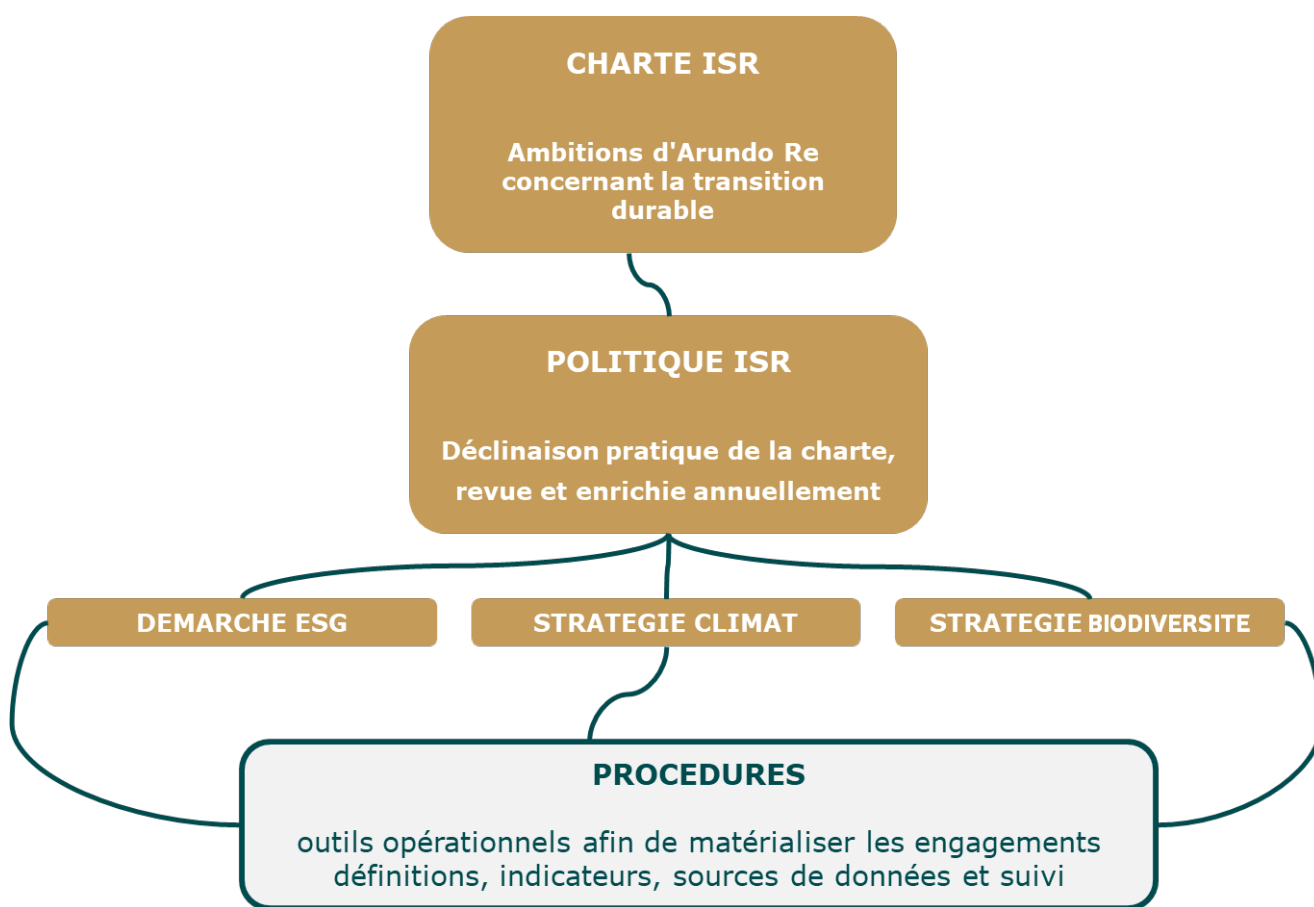 CHARTE ISR
Ambitions d'Arundo Re
concernant la transition
durable
POLITIQUE ISR
Déclinaison pratique de la charte,
revue et enrichie annuellement
DEMARCHE ESG
STRATEGIE CLIMAT
STRATEGIE BIODIVERSITE
PROCEDURES
outils opérationnels afin de matérialiser les engagements
définitions, indicateurs, sources de données et suivi